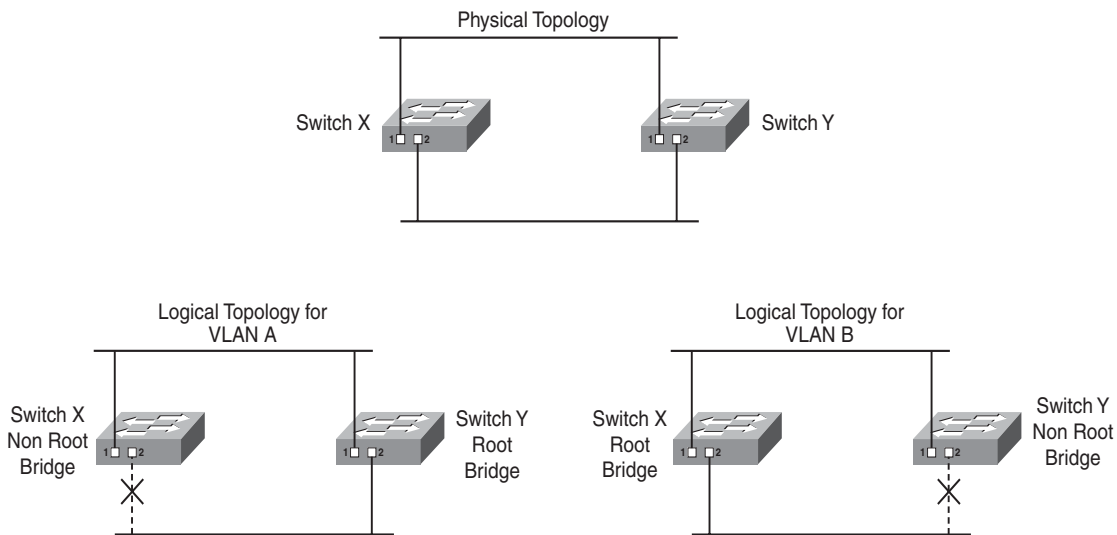 Physical Topology
Switch X
1 2
1 2
Switch Y
Logical Topology for
VLAN A
Switch X
Non Root
Bridge
1 2
1 2
Switch Y
Root
Bridge
Logical Topology for
VLAN B
Switch X
Root
Bridge
1 2
1 2
Switch Y
Non Root
Bridge